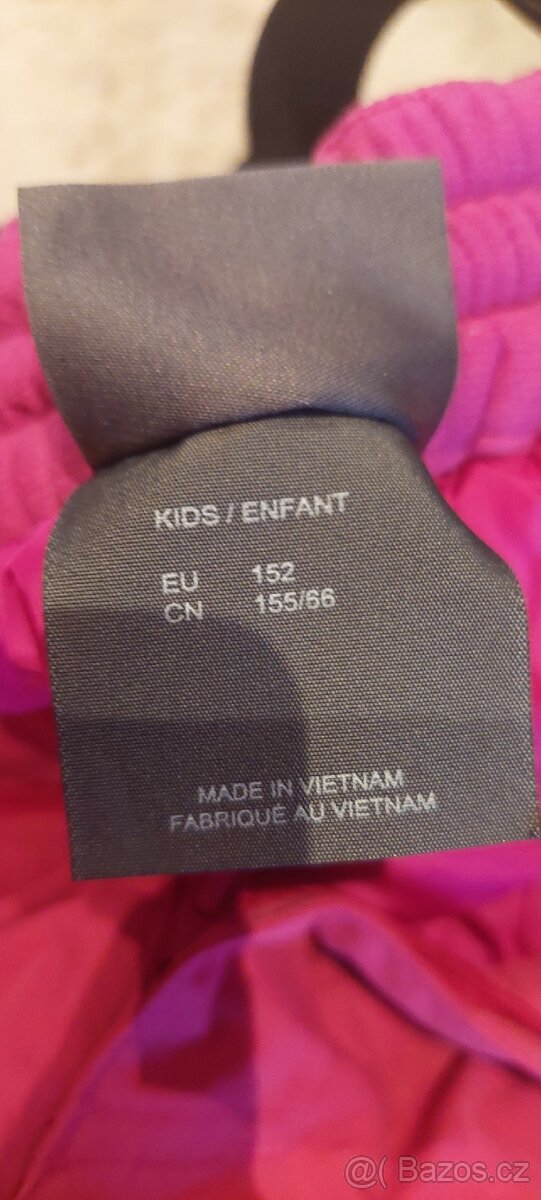 KIDS / ENFANT
EU 152
CN 155/66
MADE IN VIETNAM
FABRIQUÉ AU VIETNAM
@( Bazos.cz